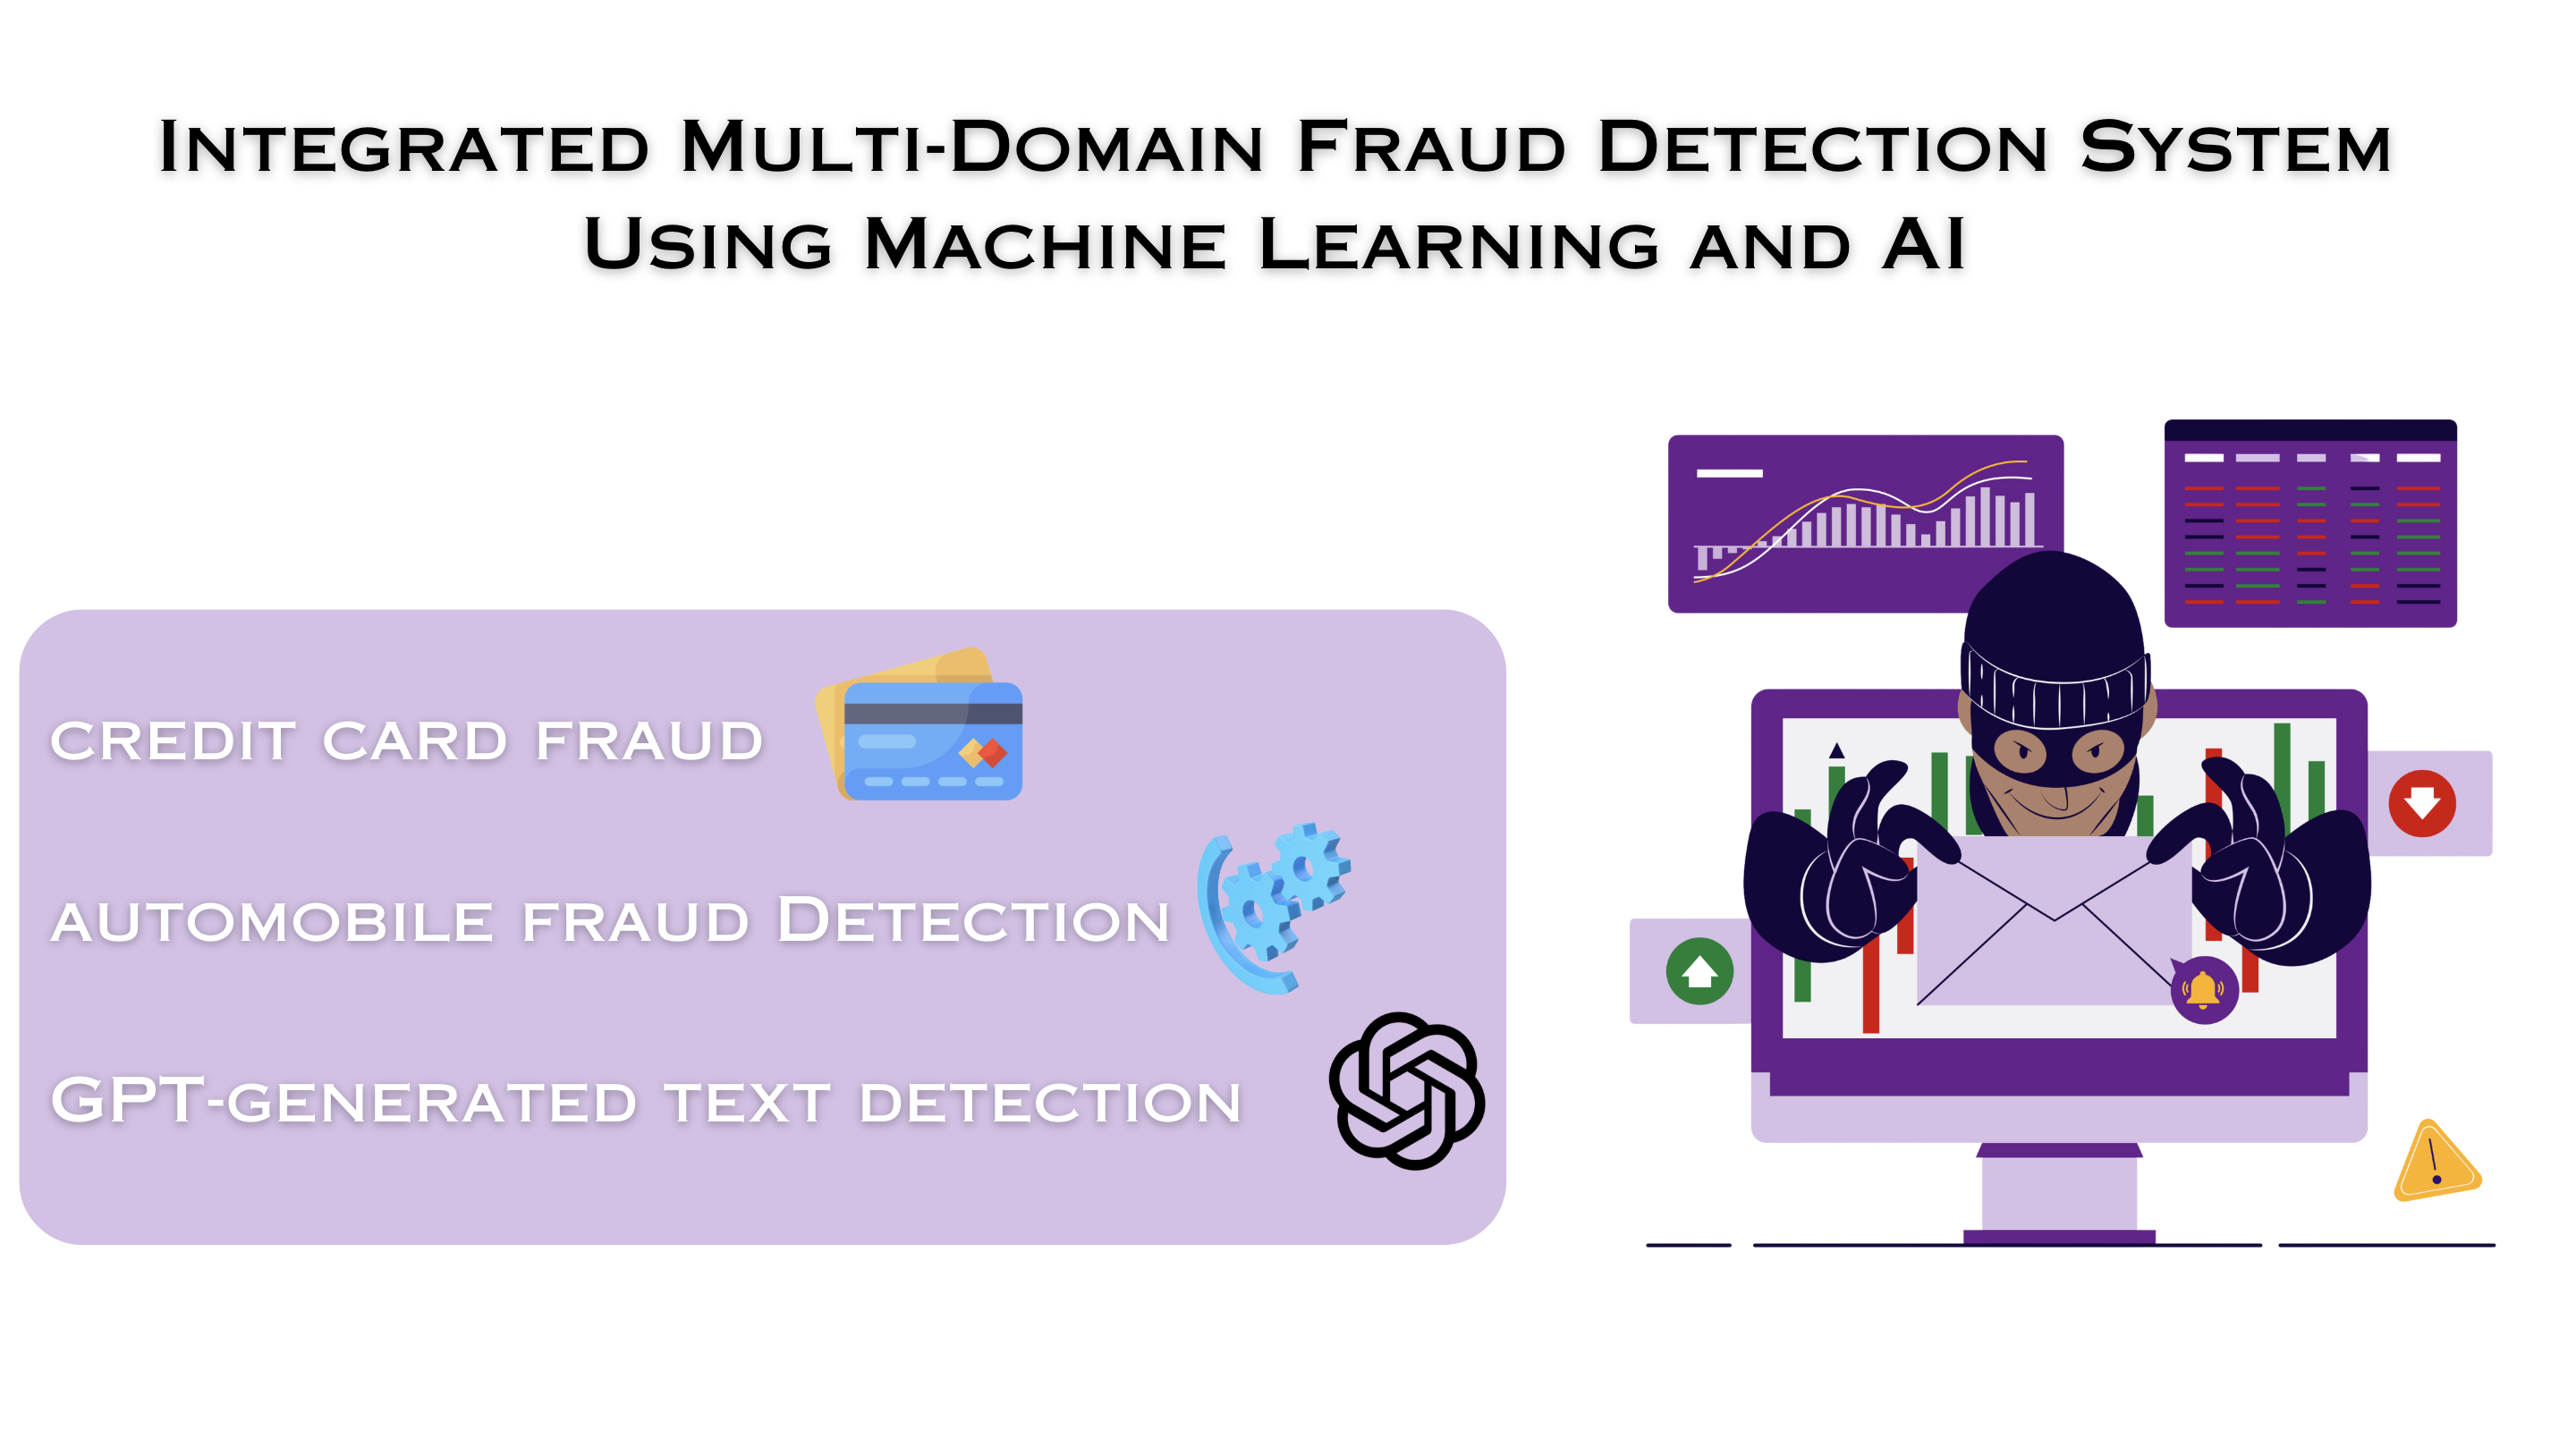 Integrated Multi-Domain Fraud Detection System
Using Machine Learning and AI
credit card fraud
automobile fraud Detection
GPT-generated text detection